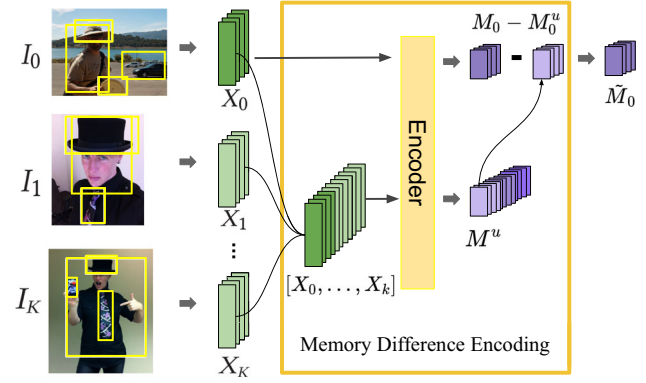 I_0
X_0
M_0 − M_0^u
-
M̃_0
I_1
X_1
Encoder
M^u
...
[X_0, . . . , X_k]
I_K
X_K
Memory Difference Encoding